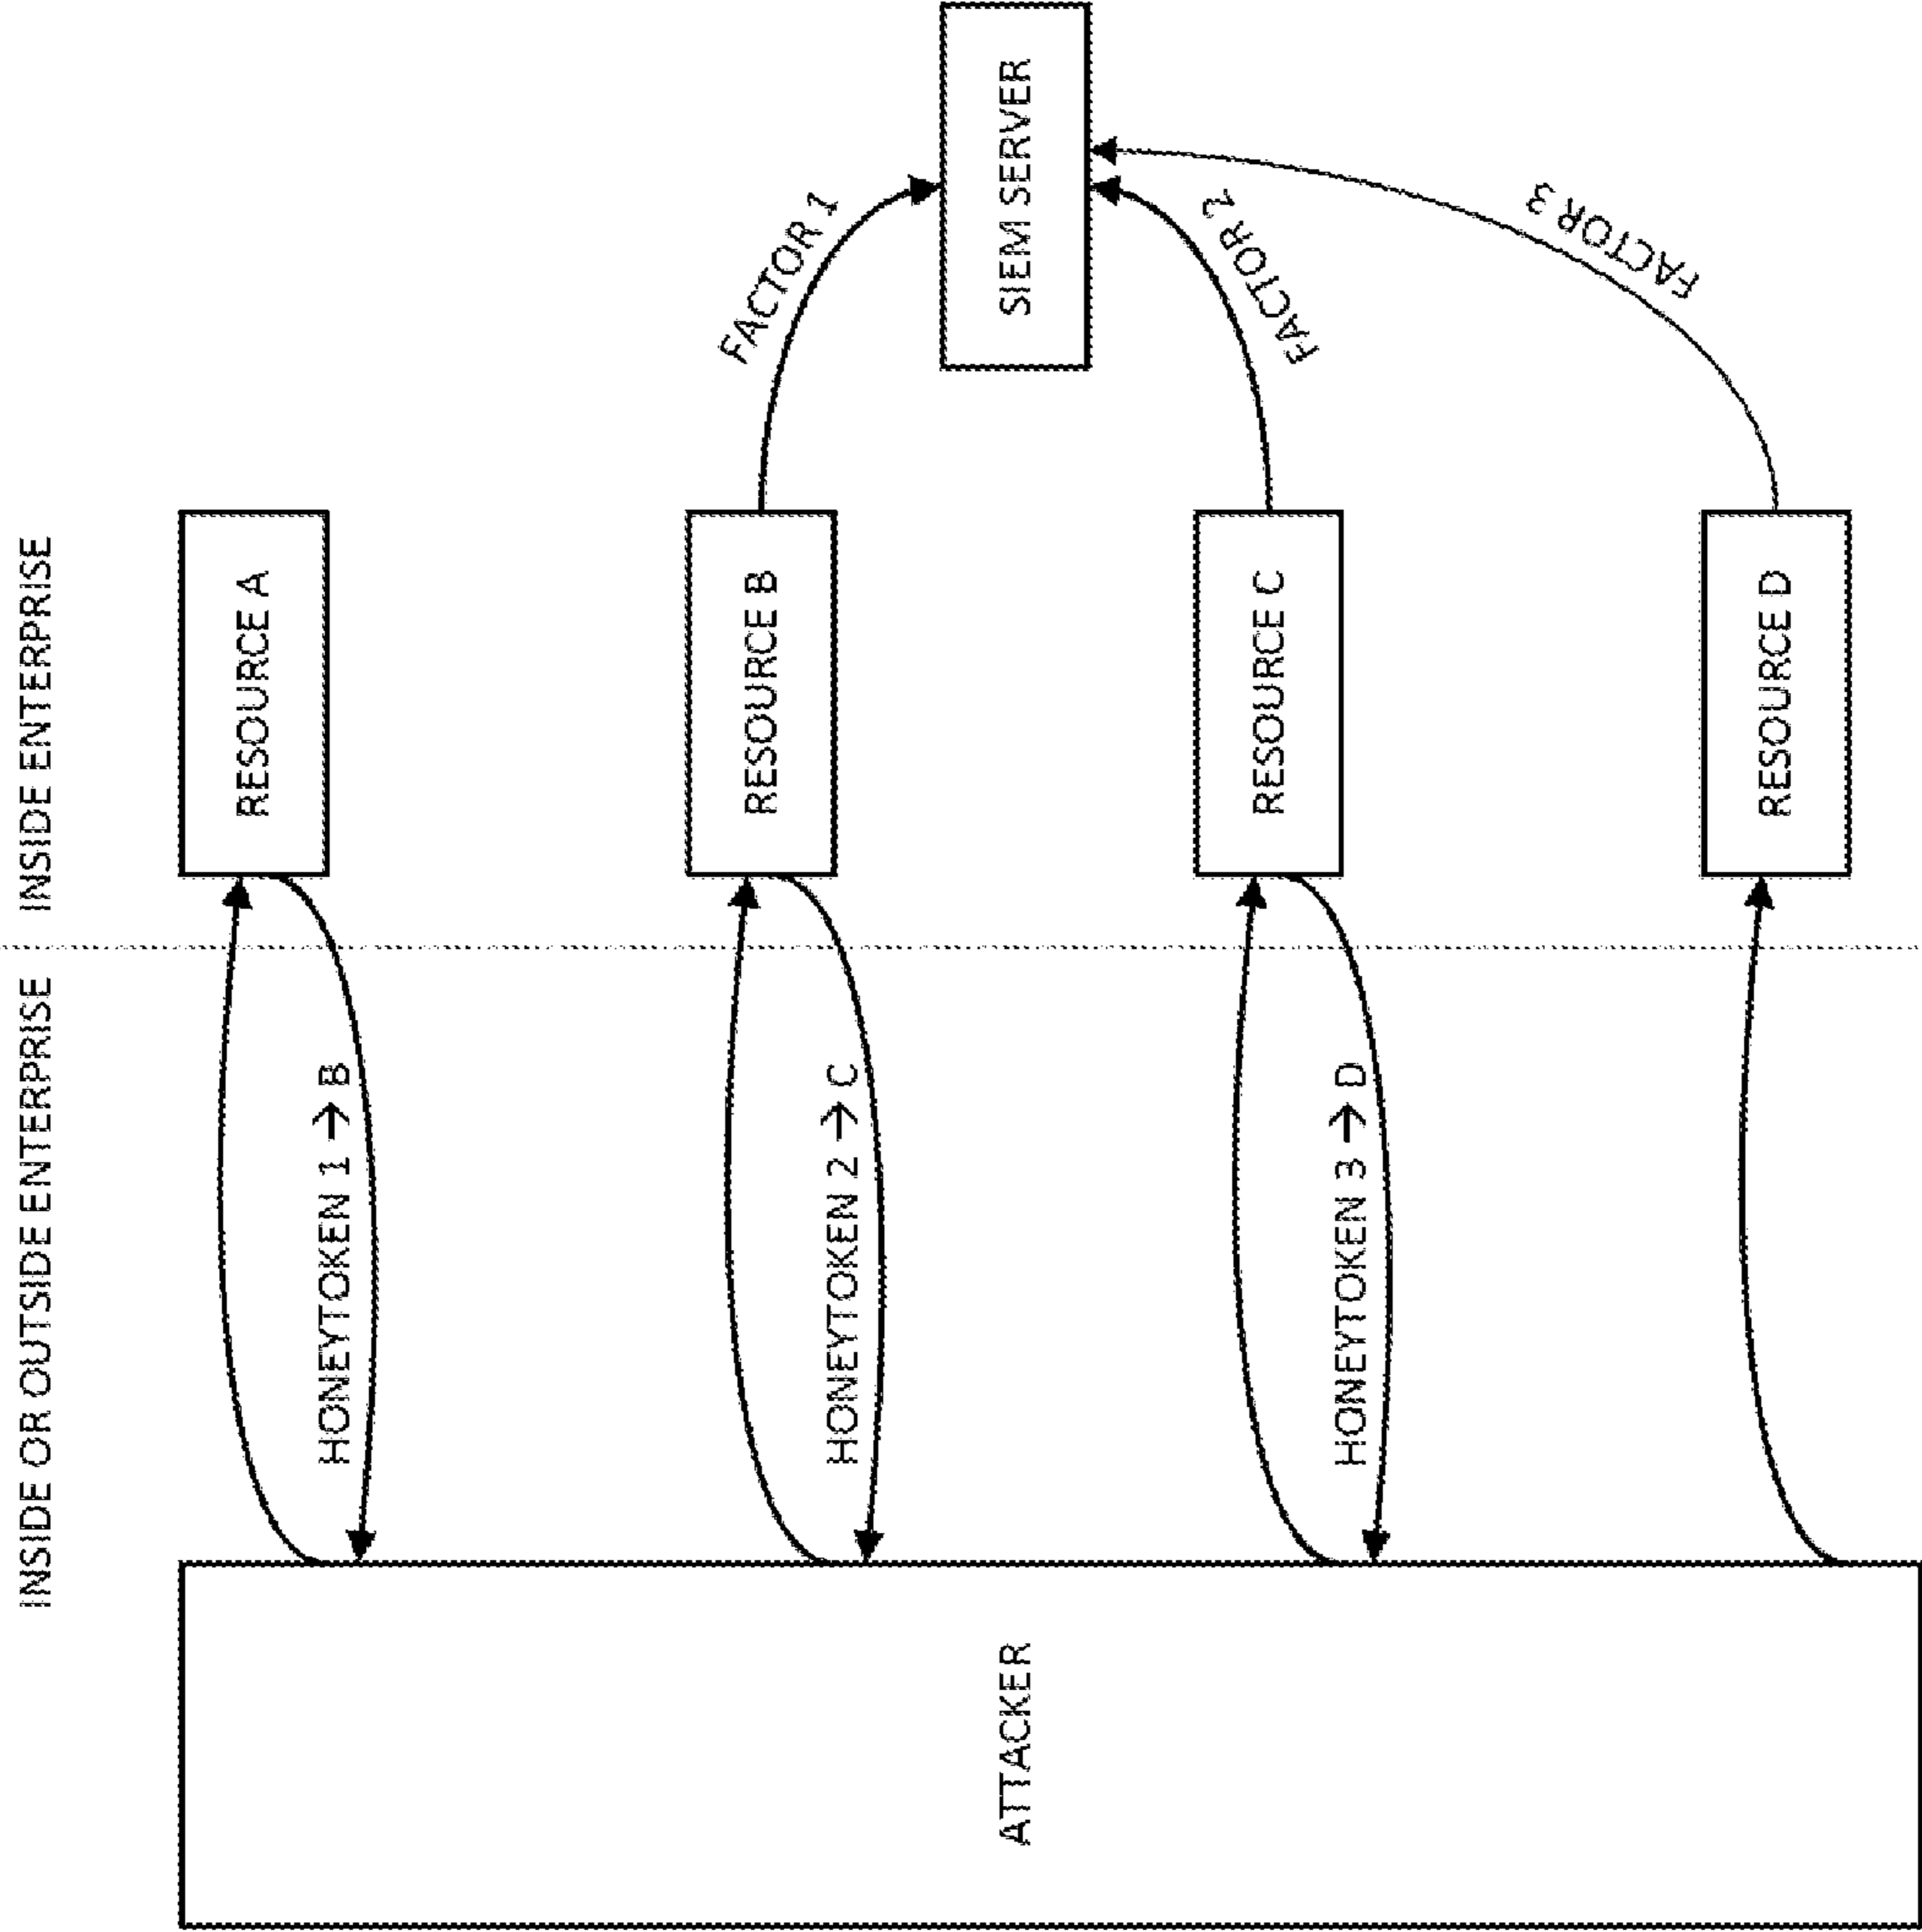 INSIDE OR OUTSIDE ENTERPRISE
INSIDE ENTERPRISE
ATTACKER
HONEYTOKEN 1 → B
RESOURCE A
HONEYTOKEN 2 → C
RESOURCE B
FACTOR 1
SIEM SERVER
HONEYTOKEN 3 → D
RESOURCE C
FACTOR 2
RESOURCE D
FACTOR 3